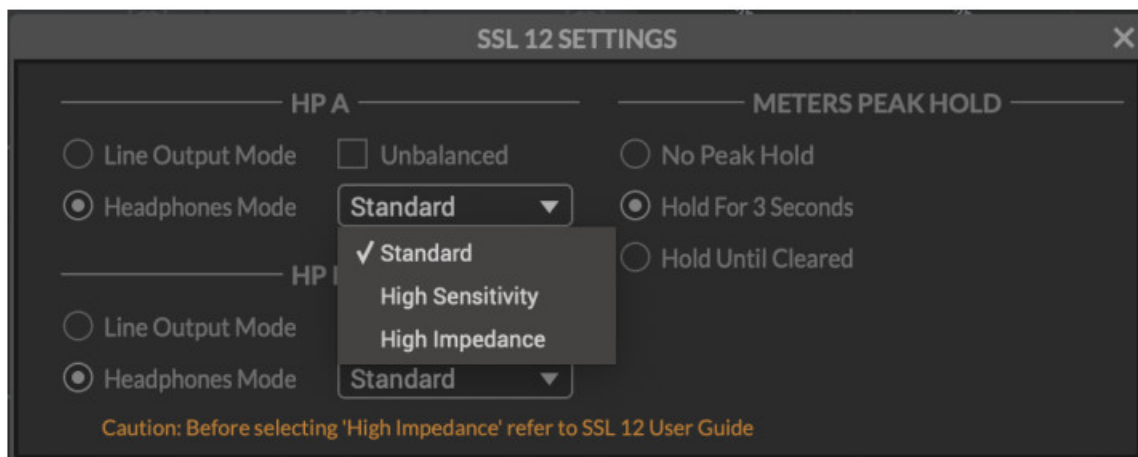 SSL 12 SETTINGS
HP A
Line Output Mode
Unbalanced
Headphones Mode
Standard
Standard
High Sensitivity
High Impedance
HP
Line Output Mode
Headphones Mode
Standard
Caution: Before selecting 'High Impedance' refer to SSL 12 User Guide
METERS PEAK HOLD
No Peak Hold
Hold For 3 Seconds
Hold Until Cleared